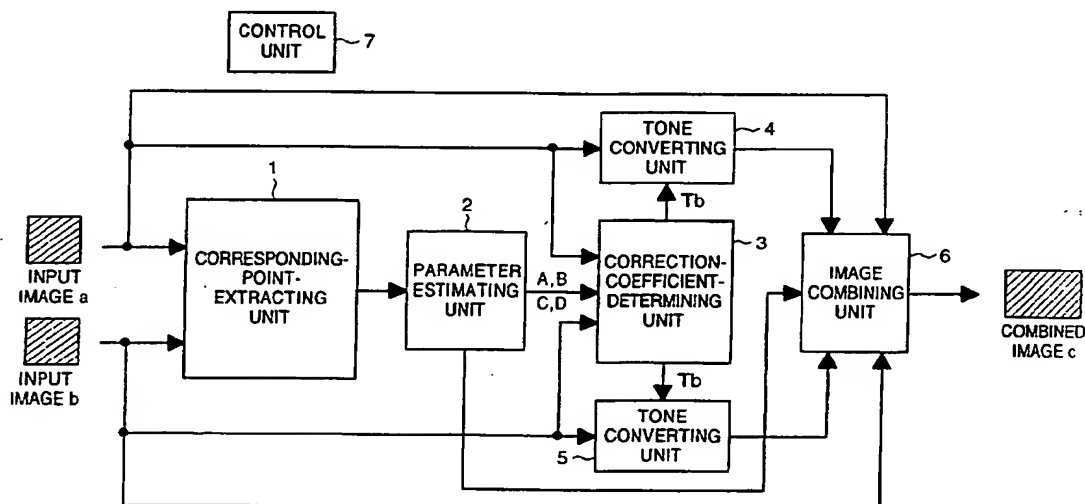 CONTROL
UNIT
7
TONE
CONVERTING
UNIT
4
1
Tb
2
3
INPUT
IMAGE a
CORRESPONDING-
POINT-
EXTRACTING
UNIT
PARAMETER
ESTIMATING
UNIT
A,B
C,D
CORRECTION-
COEFFICIENT-
DETERMINING
UNIT
6
IMAGE
COMBINING
UNIT
COMBINED
IMAGE c
INPUT
IMAGE b
Tb
TONE
CONVERTING
UNIT
5